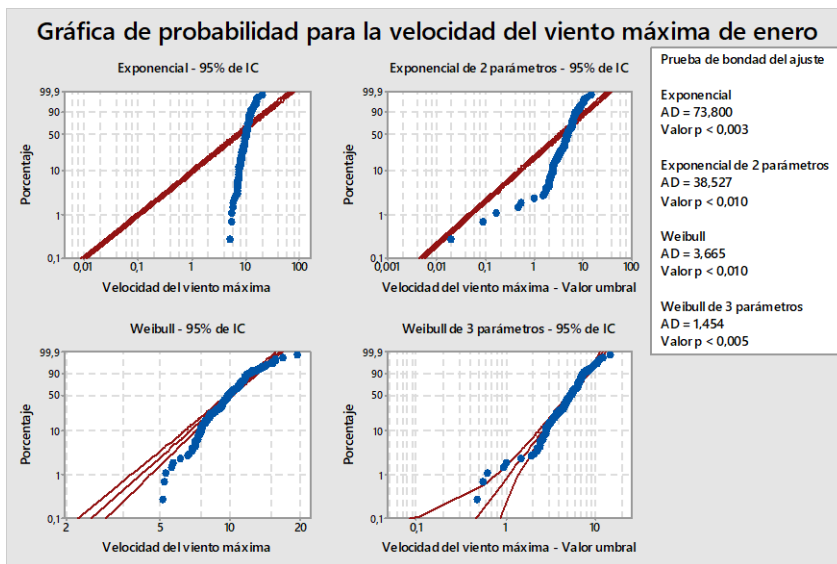 Gráfica de probabilidad para la velocidad del viento máxima de enero
Exponencial - 95% de IC
99,9
90
50
10
1
0,1
Porcentaje
0,01
0,1
1
10
100
Velocidad del viento máxima
Exponencial de 2 parámetros - 95% de IC
99,9
90
50
10
1
0,1
Porcentaje
0,001
0,01
0,1
1
10
100
Velocidad del viento máxima - Valor umbral
Weibull - 95% de IC
99,9
90
50
10
1
0,1
Porcentaje
2
5
10
20
Velocidad del viento máxima
Weibull de 3 parámetros - 95% de IC
99,9
90
50
10
1
0,1
Porcentaje
0,1
1
10
Velocidad del viento máxima - Valor umbral
Prueba de bondad del ajuste
Exponencial
AD = 73,800
Valor p < 0,003
Exponencial de 2 parámetros
AD = 38,527
Valor p < 0,010
Weibull
AD = 3,665
Valor p < 0,010
Weibull de 3 parámetros
AD = 1,454
Valor p < 0,005